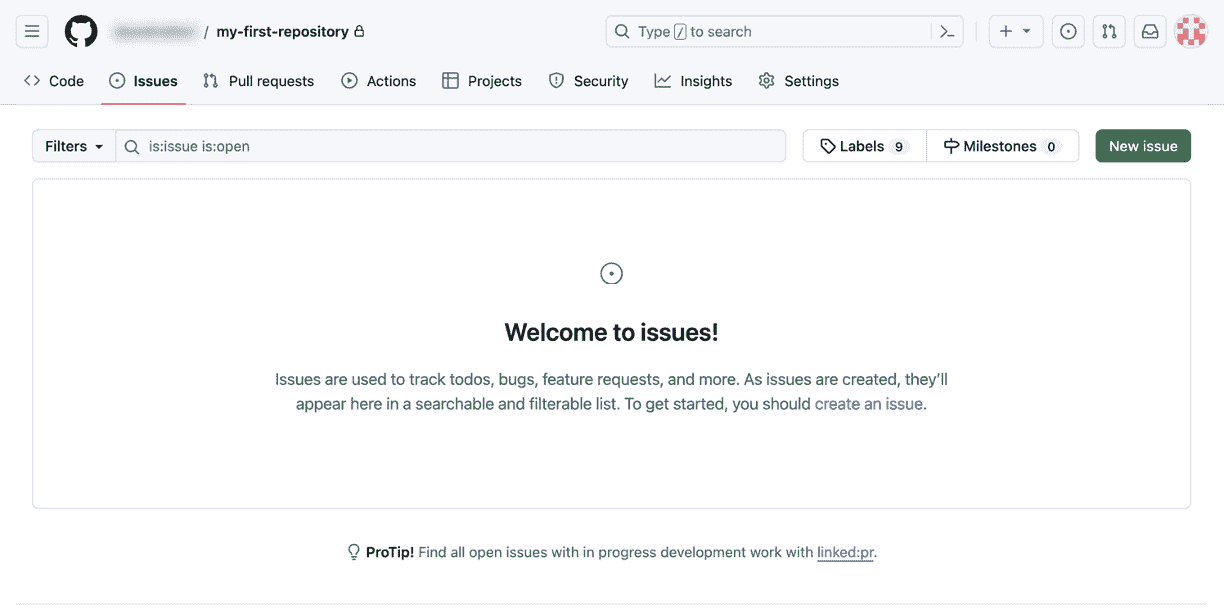 / my-first-repository
Type / to search
Code
Issues
Pull requests
Actions
Projects
Security
Insights
Settings
Filters
is:issue is:open
Labels 9
Milestones 0
New issue
Welcome to issues!
Issues are used to track todos, bugs, feature requests, and more. As issues are created, they’ll
appear here in a searchable and filterable list. To get started, you should create an issue.
ProTip! Find all open issues with in progress development work with linked:pr.